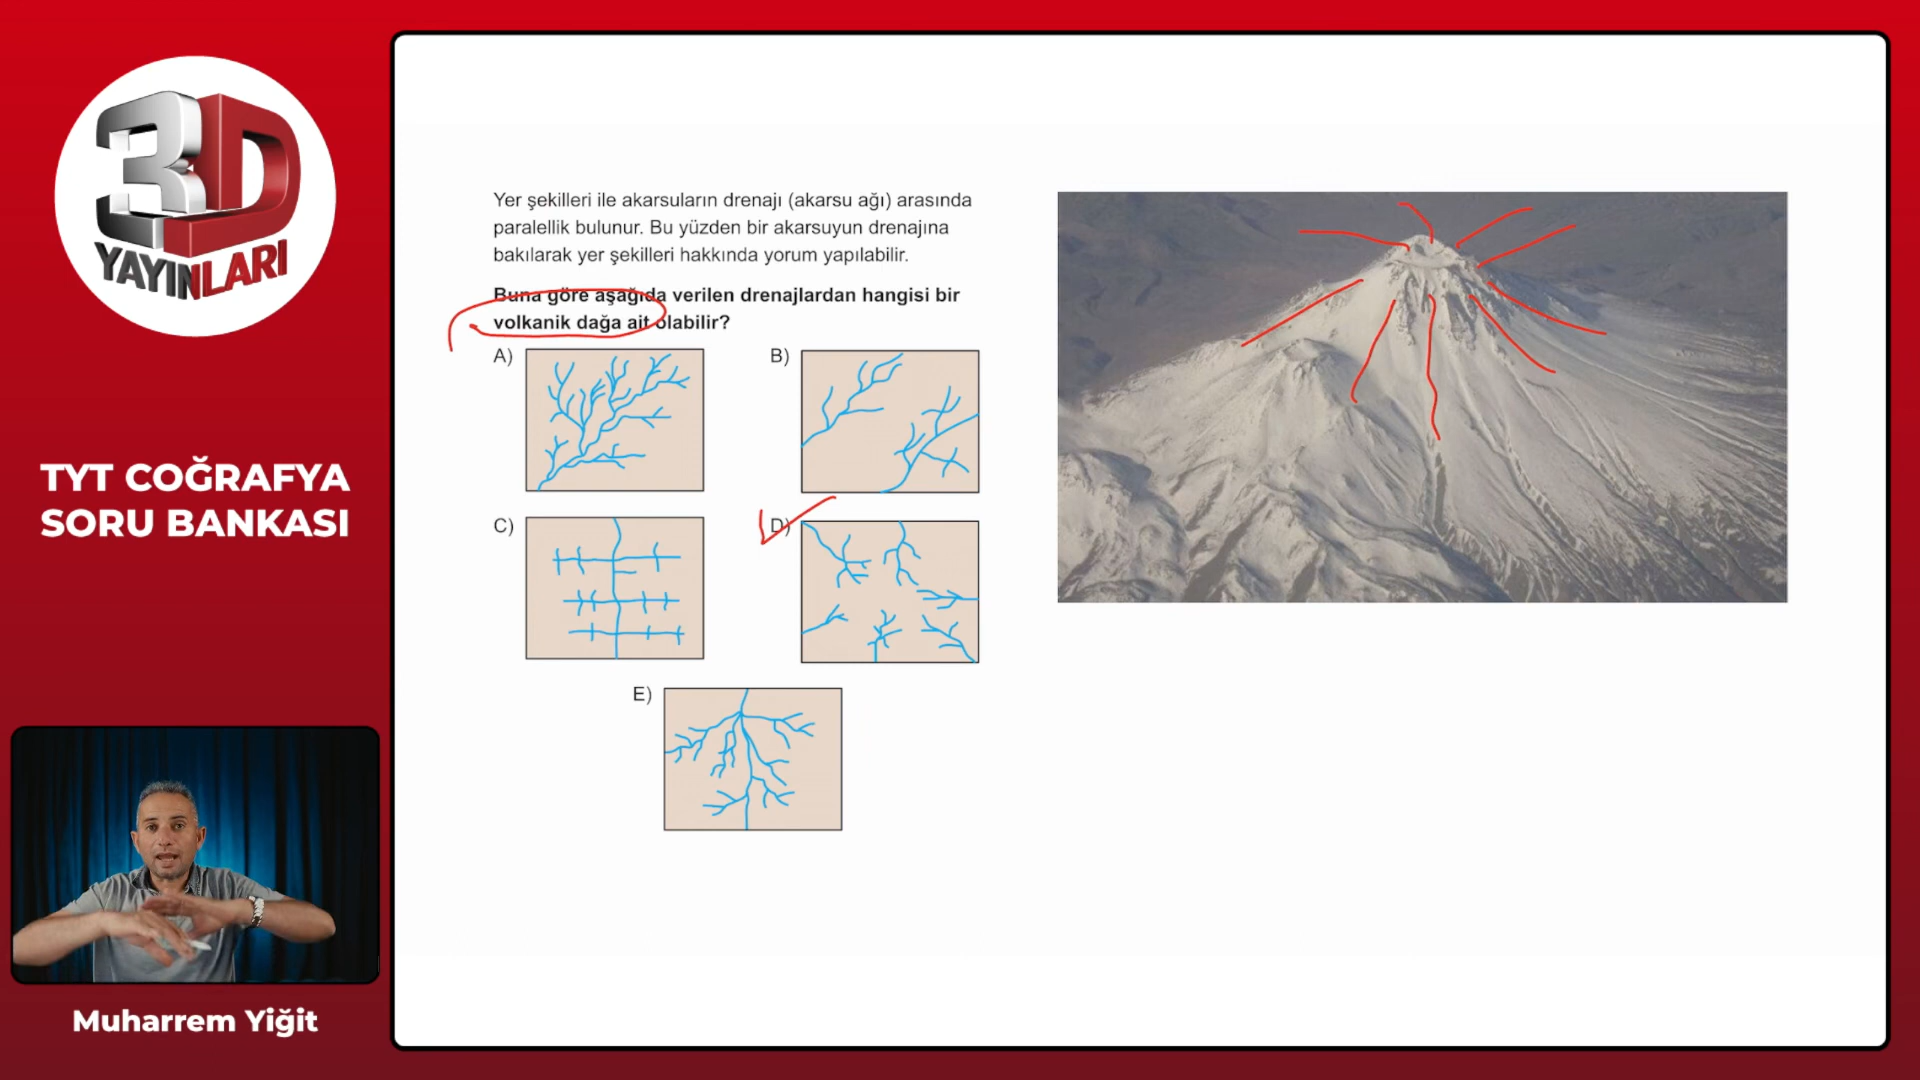 3D
YAYINLARI
TYT COĞRAFYA
SORU BANKASI
Muharrem Yiğit
Yer şekilleri ile akarsuların drenajı (akarsu ağı) arasında
paralellik bulunur. Bu yüzden bir akarsuyun drenajına
bakılarak yer şekilleri hakkında yorum yapılabilir.
Buna göre aşağıda verilen drenajlardan hangisi bir
volkanik dağa ait olabilir?
A)
B)
C)
D)
E)